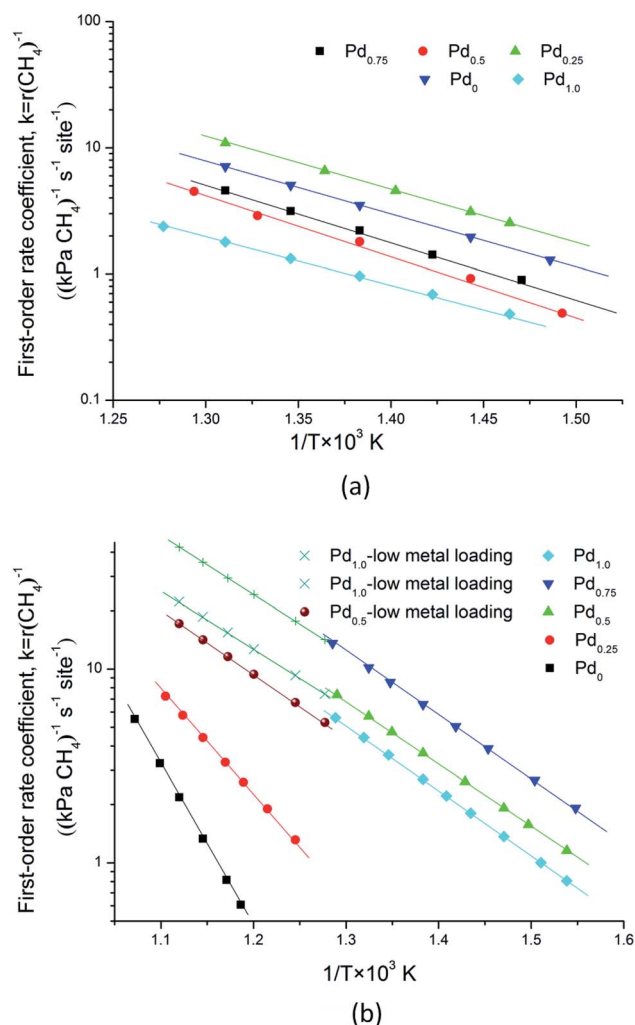 First-order rate coefficient, k=r(CH₄)⁻¹
((kPa CH₄)⁻¹ s⁻¹ site⁻¹)
100
10
1
0.1
Pd₀.₇₅ Pd₀.₅ Pd₀.₂₅
Pd₀ Pd₁.₀
1.25 1.30 1.35 1.40 1.45 1.50
1/T×10³ K
(a)
First-order rate coefficient, k=r(CH₄)⁻¹
((kPa CH₄)⁻¹ s⁻¹ site⁻¹)
10
1
Pd₁.₀-low metal loading Pd₁.₀
Pd₁.₀-low metal loading Pd₀.₇₅
Pd₀.₅-low metal loading Pd₀.₅
Pd₀.₂₅
Pd₀
1.1 1.2 1.3 1.4 1.5 1.6
1/T×10³ K
(b)